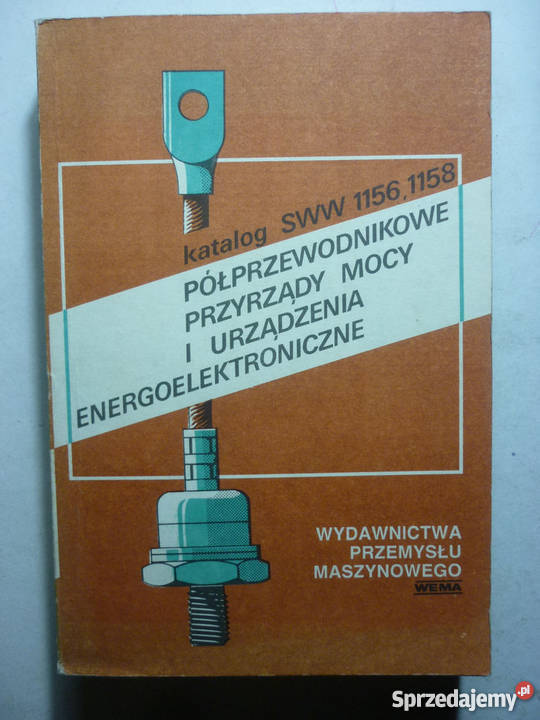 katalog SWW 1156, 1158
PÓŁPRZEWODNIKOWE
PRZYRZĄDY MOCY
I URZĄDZENIA
ENERGOELEKTRONICZNE
WYDAWNICTWA
PRZEMYSŁU
MASZYNOWEGO
WEMA
Sprzedajemy.pl